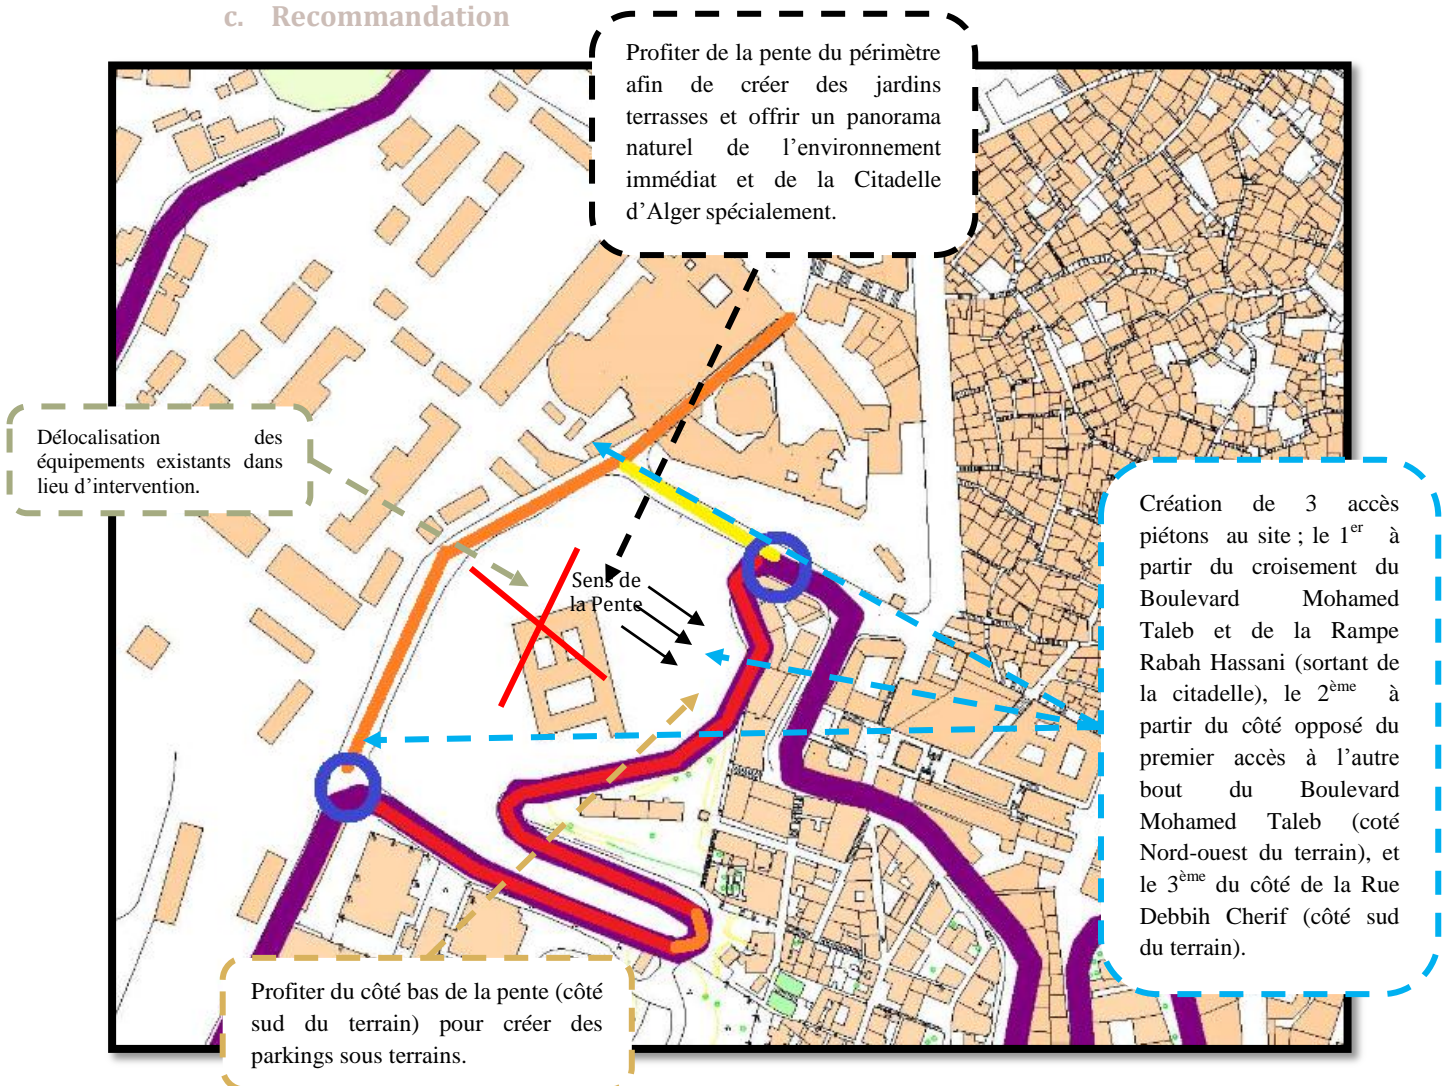 c. Recommandation
Profiter de la pente du périmètre
afin de créer des jardins
terrasses et offrir un panorama
naturel de l'environnement
immédiat et de la Citadelle
d'Alger spécialement.
Délocalisation des
équipements existants dans
lieu d'intervention.
Sens de
la Pente
Création de 3 accès
piétons au site ; le 1er à
partir du croisement du
Boulevard Mohamed
Taleb et de la Rampe
Rabah Hassani (sortant de
la citadelle), le 2ème à
partir du côté opposé du
premier accès à l'autre
bout du Boulevard
Mohamed Taleb (coté
Nord-ouest du terrain), et
le 3ème du côté de la Rue
Debbih Cherif (côté sud
du terrain).
Profiter du côté bas de la pente (côté
sud du terrain) pour créer des
parkings sous terrains.